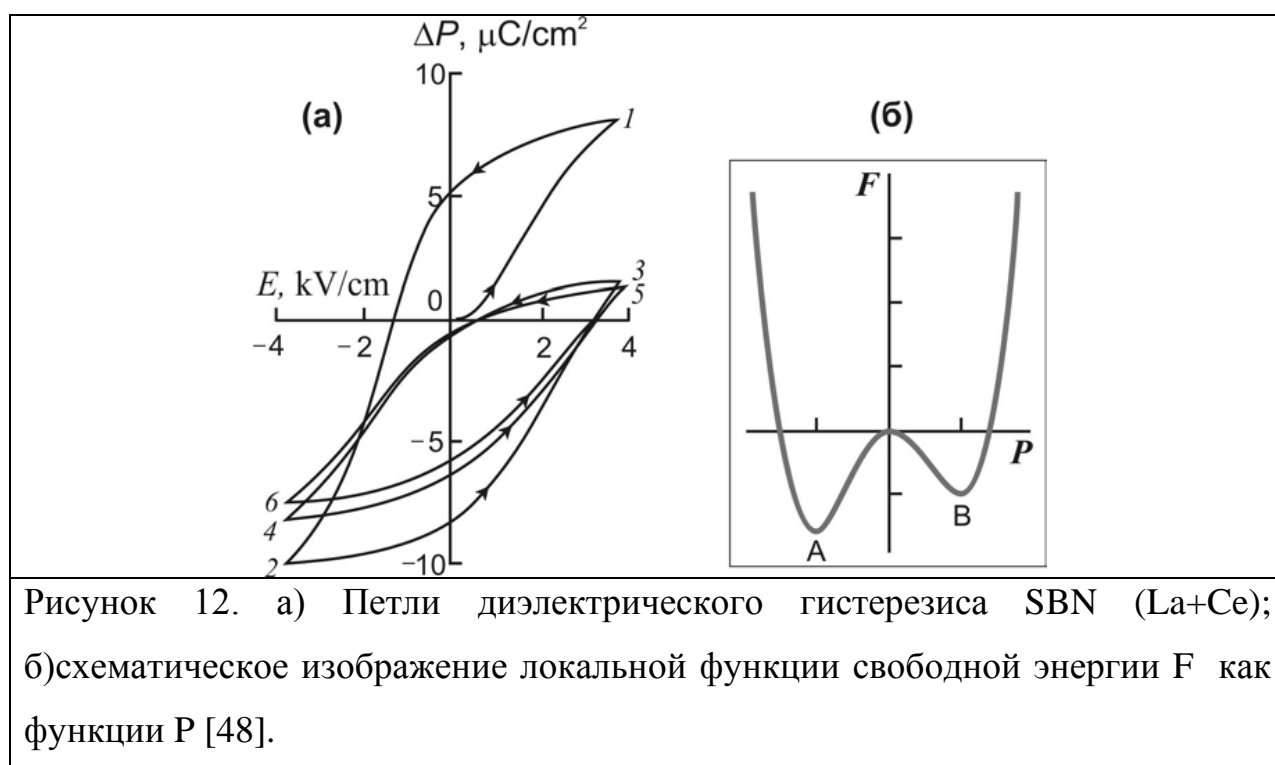 ΔP, μC/cm²
10
(а)
1
(б)
5
F
E, kV/cm
0
3
5
−4
−2
2
4
P
−5
B
6
4
A
2
−10
Рисунок 12. а) Петли диэлектрического гистерезиса SBN (La+Ce);
б)схематическое изображение локальной функции свободной энергии F как
функции P [48].